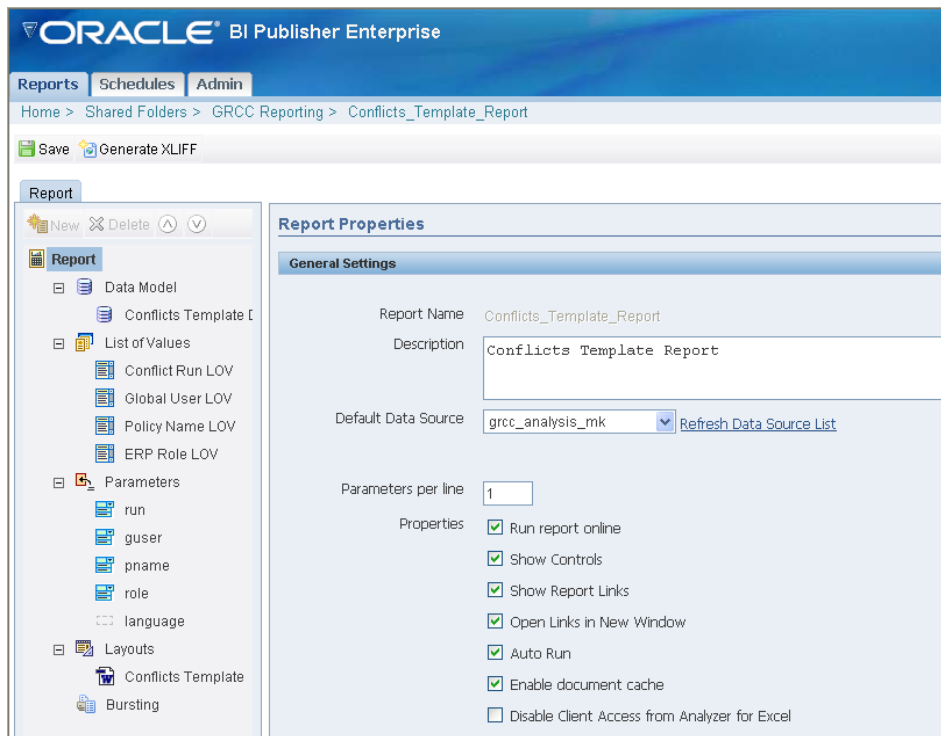 ORACLE® BI Publisher Enterprise
Reports Schedules Admin
Home > Shared Folders > GRCC Reporting > Conflicts_Template_Report
Save Generate XLIFF
Report
New Delete
Report
Data Model
Conflicts Template D
List of Values
Conflict Run LOV
Global User LOV
Policy Name LOV
ERP Role LOV
Parameters
run
guser
pname
role
language
Layouts
Conflicts Template
Bursting
Report Properties
General Settings
Report Name Conflicts_Template_Report
Description Conflicts Template Report
Default Data Source grcc_analysis_mk Refresh Data Source List
Parameters per line 1
Properties Run report online
Show Controls
Show Report Links
Open Links in New Window
Auto Run
Enable document cache
Disable Client Access from Analyzer for Excel